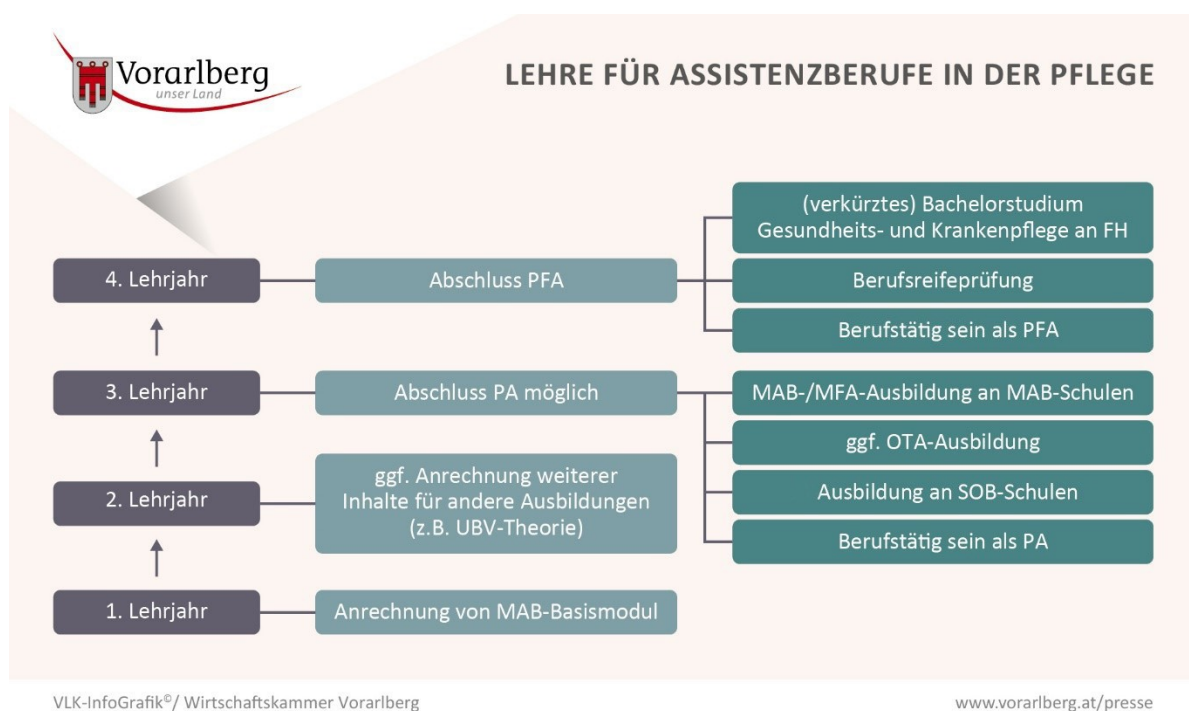 Vorarlberg
unser Land
LEHRE FÜR ASSISTENZBERUFE IN DER PFLEGE
4. Lehrjahr
Abschluss PFA
(verkürztes) Bachelorstudium
Gesundheits- und Krankenpflege an FH
Berufsreifeprüfung
Berufstätig sein als PFA
3. Lehrjahr
Abschluss PA möglich
MAB-/MFA-Ausbildung an MAB-Schulen
ggf. OTA-Ausbildung
Ausbildung an SOB-Schulen
Berufstätig sein als PA
2. Lehrjahr
ggf. Anrechnung weiterer
Inhalte für andere Ausbildungen
(z.B. UBV-Theorie)
1. Lehrjahr
Anrechnung von MAB-Basismodul
VLK-InfoGrafik©/ Wirtschaftskammer Vorarlberg
www.vorarlberg.at/presse